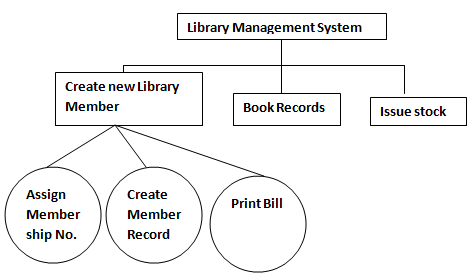 Library Management System
Create new Library
Member
Book Records
Issue stock
Assign
Member
ship No.
Create
Member
Record
Print Bill